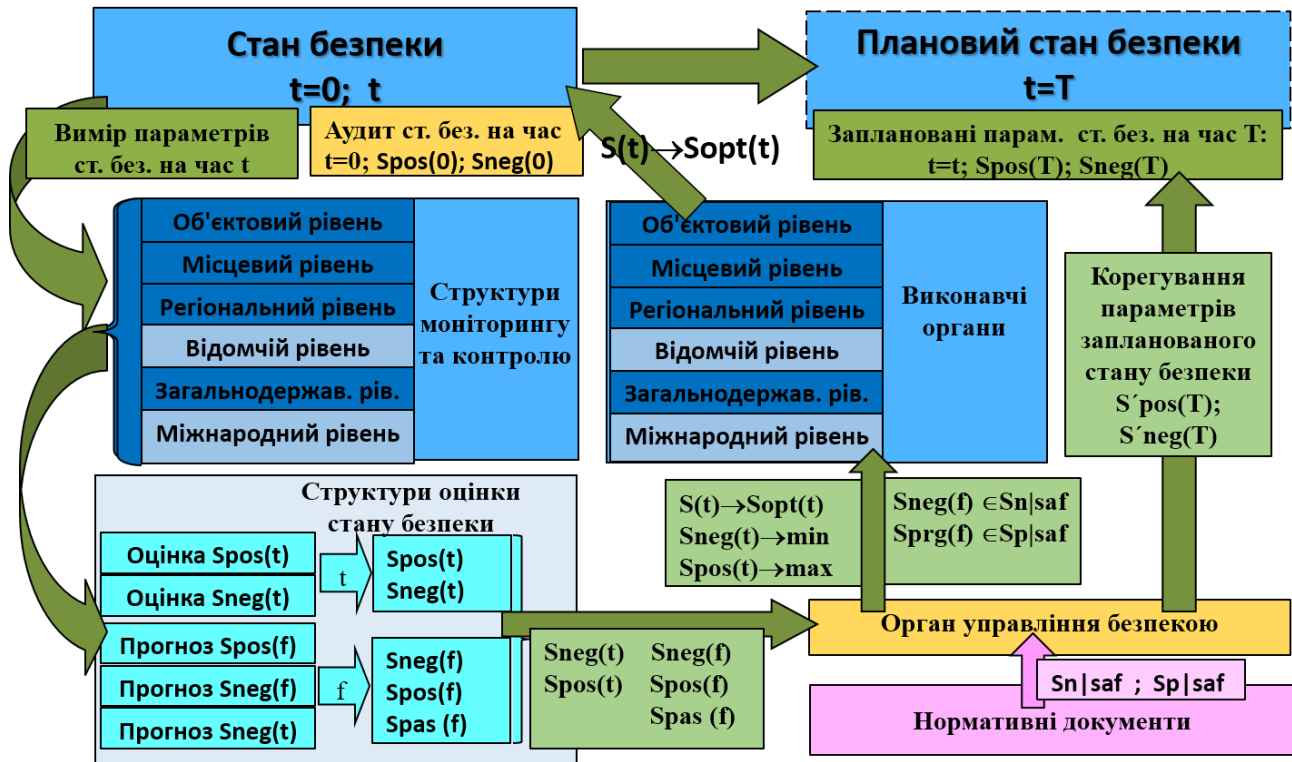 Стан безпеки
t=0; t
Плановий стан безпеки
t=T
Вимір параметрів
ст. без. на час t
Аудит ст. без. на час
t=0; Spos(0); Sneg(0)
S(t)→Sopt(t)
Заплановані парам. ст. без. на час T:
t=t; Spos(T); Sneg(T)
Об'єктовий рівень
Місцевий рівень
Регіональний рівень
Відомчій рівень
Загальнодержав. рів.
Міжнародний рівень
Структури
моніторингу
та контролю
Об'єктовий рівень
Місцевий рівень
Регіональний рівень
Відомчій рівень
Загальнодержав. рів.
Міжнародний рівень
Виконавчі
органи
Корегування
параметрів
запланованого
стану безпеки
S´pos(T);
S´neg(T)
Структури оцінки
стану безпеки
Оцінка Spos(t)
Оцінка Sneg(t)
t
Spos(t)
Sneg(t)
Прогноз Spos(f)
Прогноз Sneg(f)
Прогноз Sneg(t)
f
Sneg(f)
Spos(f)
Spas (f)
S(t)→Sopt(t)
Sneg(t)→min
Spos(t)→max
Sneg(f) ∈Sn|saf
Sprg(f) ∈Sp|saf
Sneg(t) Sneg(f)
Spos(t) Spos(f)
Spas (f)
Орган управління безпекою
Sn|saf ; Sp|saf
Нормативні документи